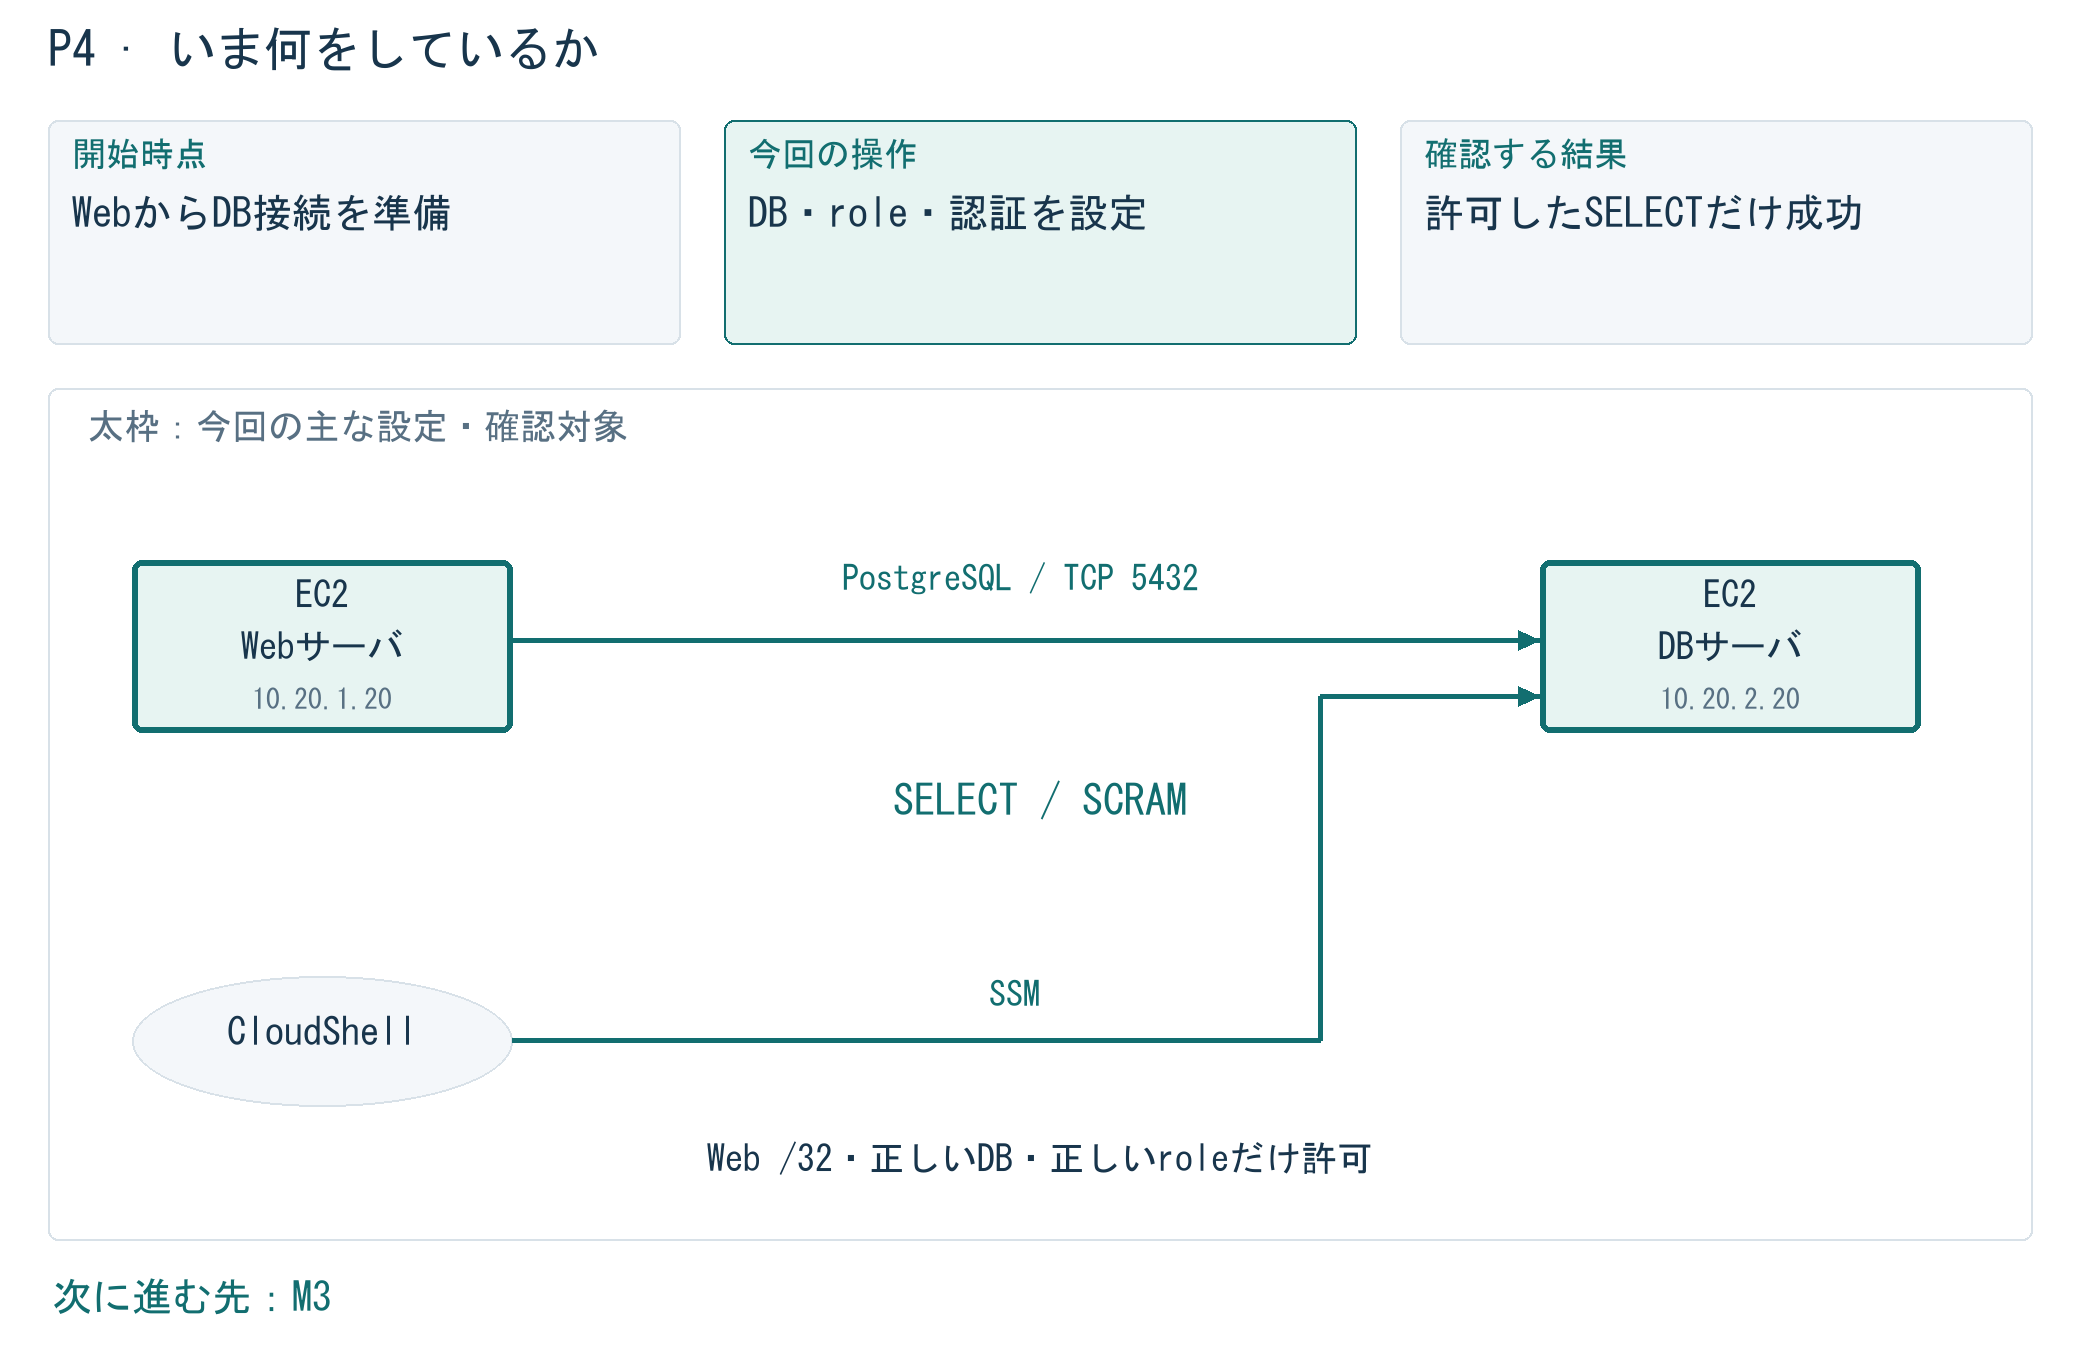 P4 · いま何をしているか
開始時点
WebからDB接続を準備
今回の操作
DB・role・認証を設定
確認する結果
許可したSELECTだけ成功
太枠：今回の主な設定・確認対象
EC2
Webサーバ
10.20.1.20
PostgreSQL / TCP 5432
EC2
DBサーバ
10.20.2.20
SELECT / SCRAM
SSM
CloudShell
Web /32・正しいDB・正しいroleだけ許可
次に進む先：M3